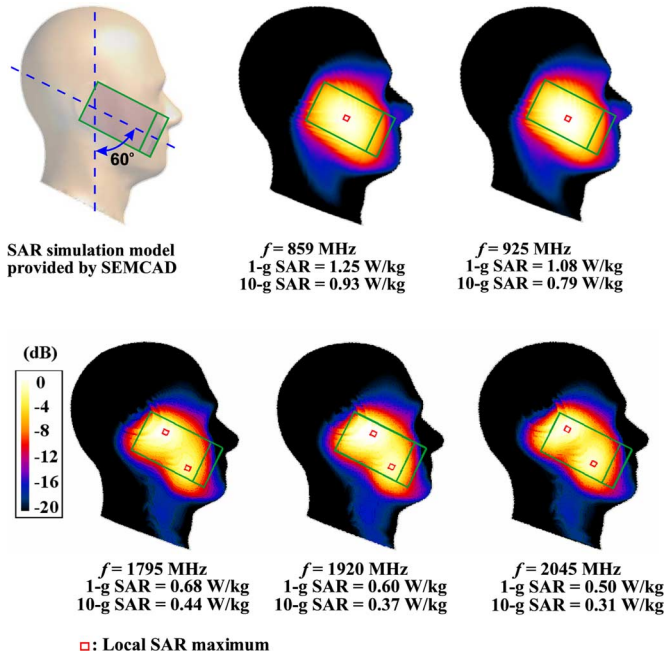 60°
SAR simulation model
provided by SEMCAD
f = 859 MHz
1-g SAR = 1.25 W/kg
10-g SAR = 0.93 W/kg
f = 925 MHz
1-g SAR = 1.08 W/kg
10-g SAR = 0.79 W/kg
(dB)
0
-4
-8
-12
-16
-20
f = 1795 MHz
1-g SAR = 0.68 W/kg
10-g SAR = 0.44 W/kg
f = 1920 MHz
1-g SAR = 0.60 W/kg
10-g SAR = 0.37 W/kg
f = 2045 MHz
1-g SAR = 0.50 W/kg
10-g SAR = 0.31 W/kg
: Local SAR maximum